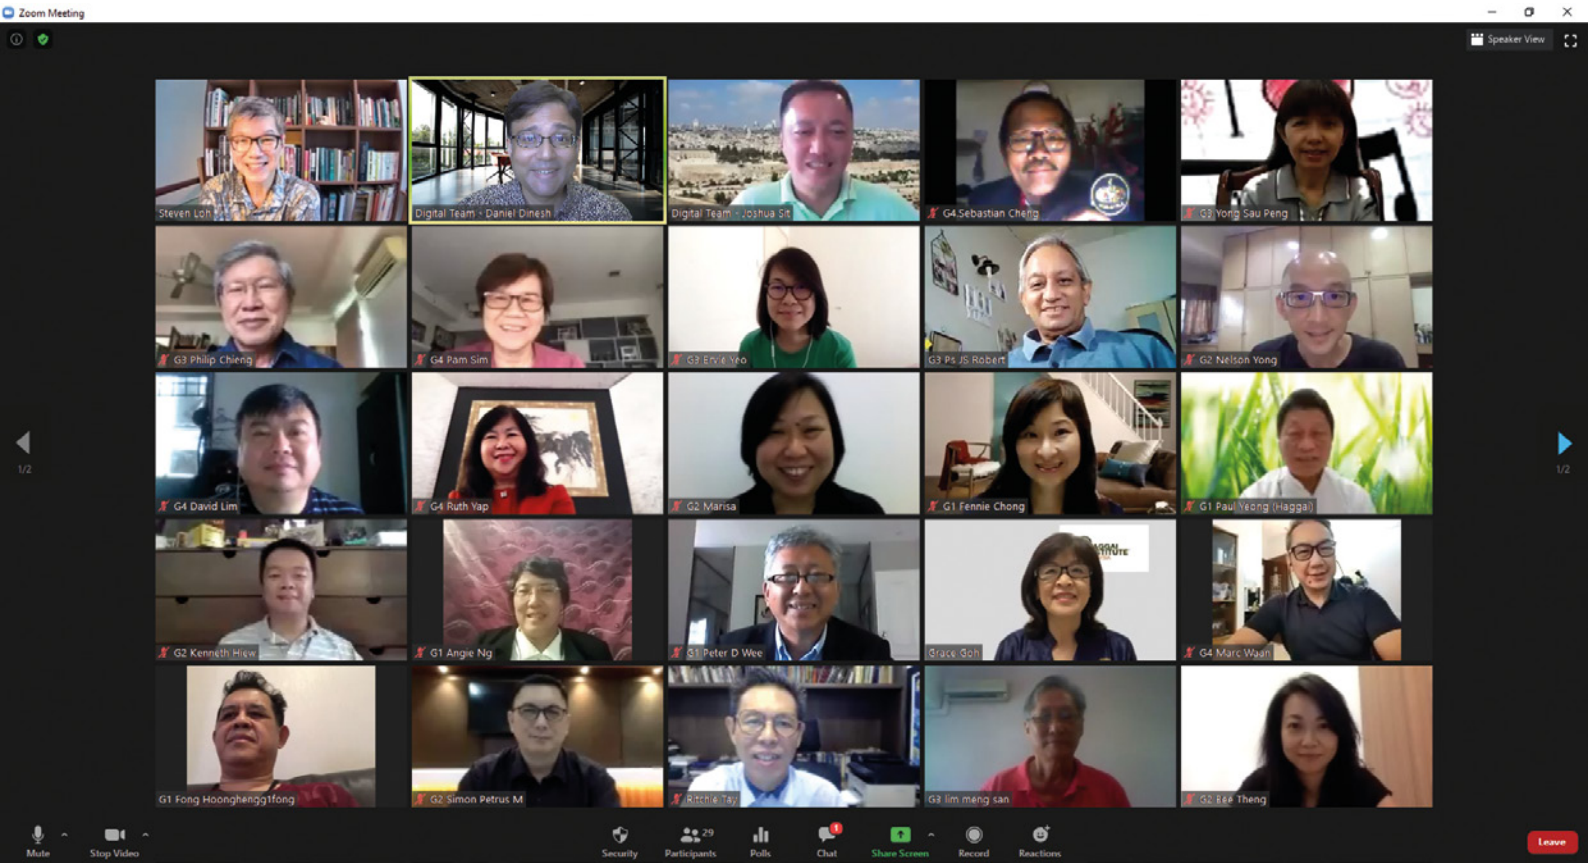 Zoom Meeting
Speaker View
Steven Loh
Digital Team - Daniel Dinesh
Digital Team - Joshua Sit
G4.Sebastian Cheng
G3 Yong Sau Peng
G3 Philip Chieng
G4 Pam Sim
G3 Ervie Yeo
G3 Ps JS Robert
G2 Nelson Yong
G4 David Lim
G4 Ruth Yap
G2 Marisa
G1 Fennie Chong
G1 Paul Yeong (Haggai)
1/2
1/2
G2 Kenneth Hiew
G1 Angie Ng
G1 Peter D Wee
Grace Goh
G4 Marc Waan
G1 Fong Hoonghengg1fong
G2 Simon Petrus M
Ritchie Tay
G3 lim meng san
G2 Bee Theng
Mute
Stop Video
Security
Participants
29
Polls
Chat
1
Share Screen
Record
Reactions
Leave